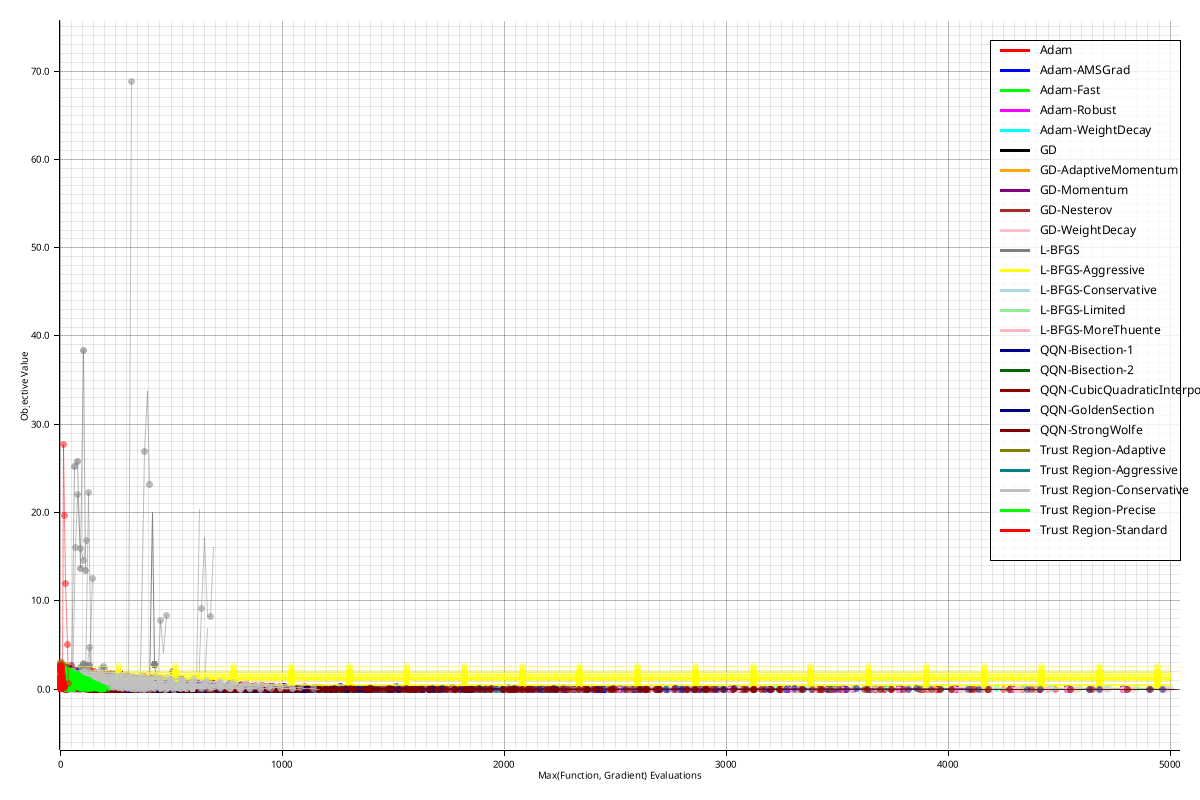 70.0
60.0
50.0
40.0
30.0
20.0
10.0
0.0
Objective Value
0
1000
2000
3000
4000
5000
Max(Function, Gradient) Evaluations
Adam
Adam-AMSGrad
Adam-Fast
Adam-Robust
Adam-WeightDecay
GD
GD-AdaptiveMomentum
GD-Momentum
GD-Nesterov
GD-WeightDecay
L-BFGS
L-BFGS-Aggressive
L-BFGS-Conservative
L-BFGS-Limited
L-BFGS-MoreThuente
QQN-Bisection-1
QQN-Bisection-2
QQN-CubicQuadraticInterpo
QQN-GoldenSection
QQN-StrongWolfe
Trust Region-Adaptive
Trust Region-Aggressive
Trust Region-Conservative
Trust Region-Precise
Trust Region-Standard